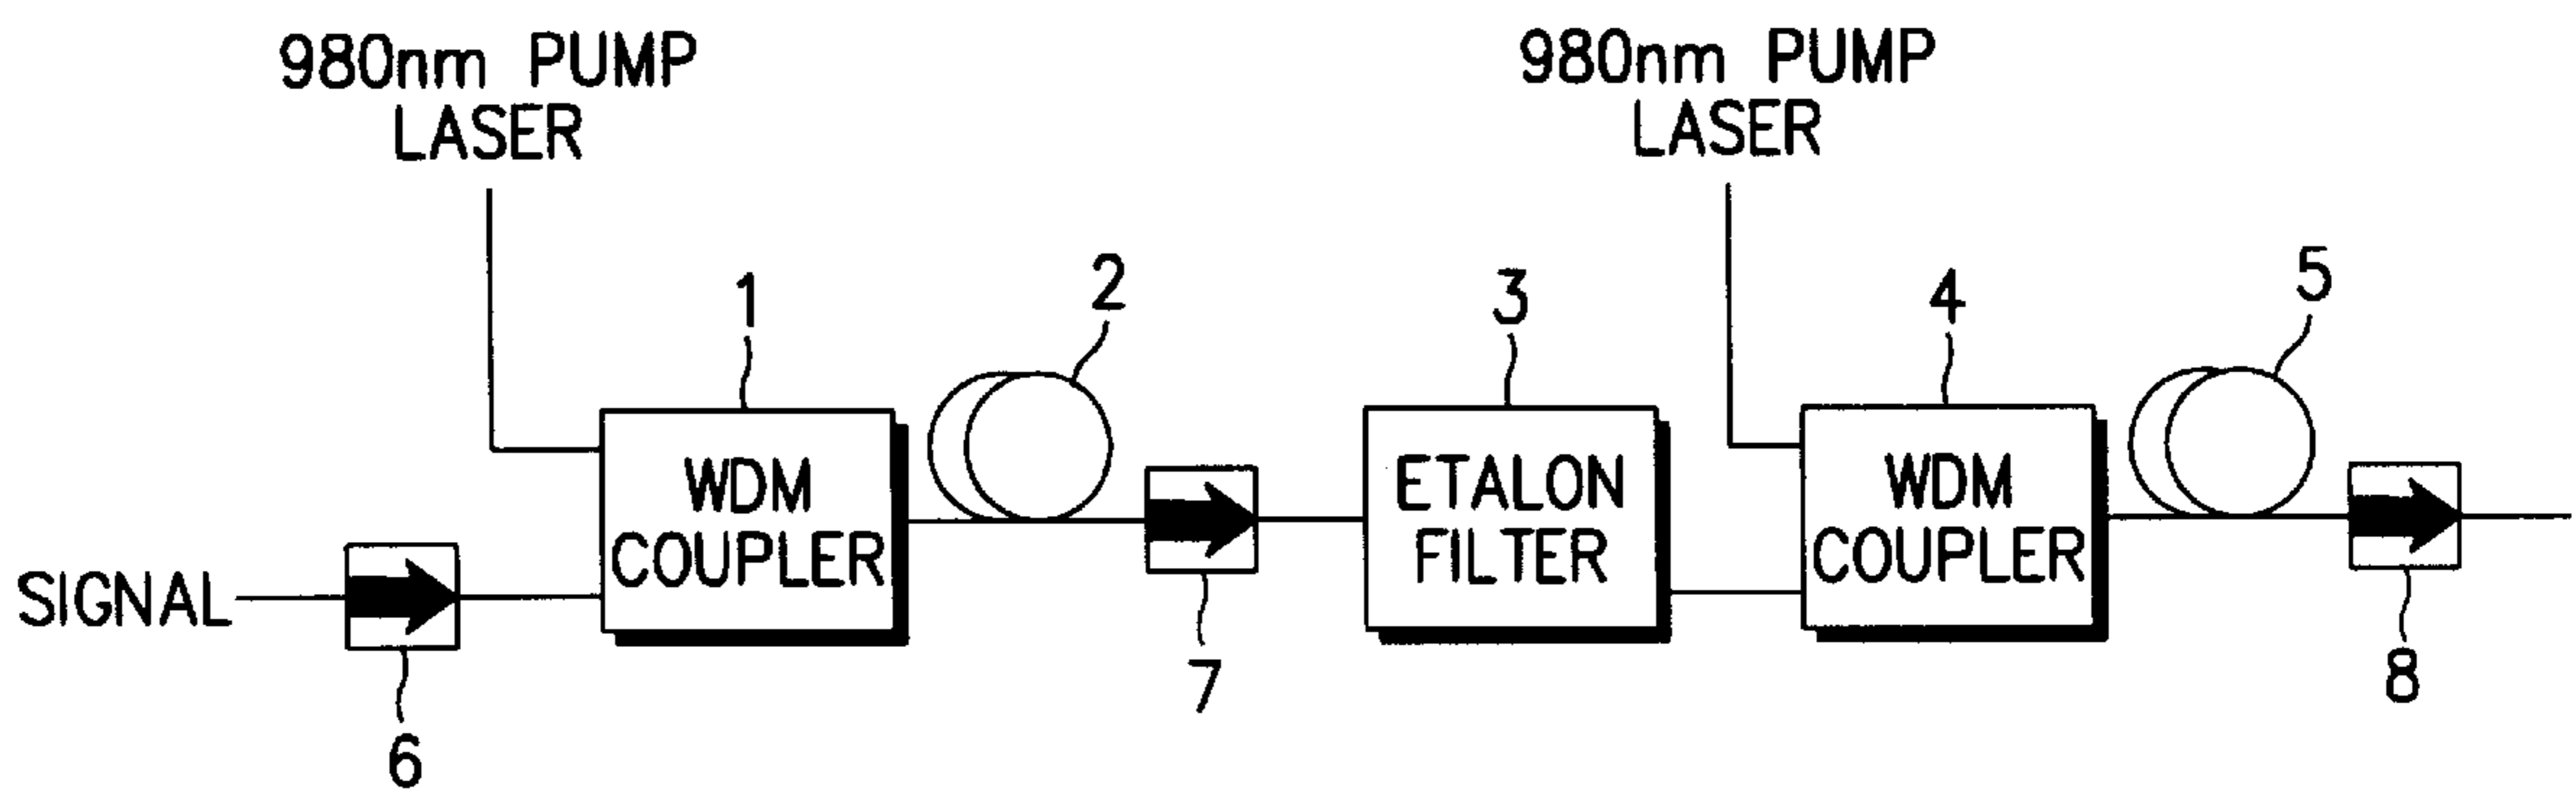 980nm PUMP
LASER
980nm PUMP
LASER
1
2
3
4
5
WDM
COUPLER
ETALON
FILTER
WDM
COUPLER
SIGNAL
6
7
8